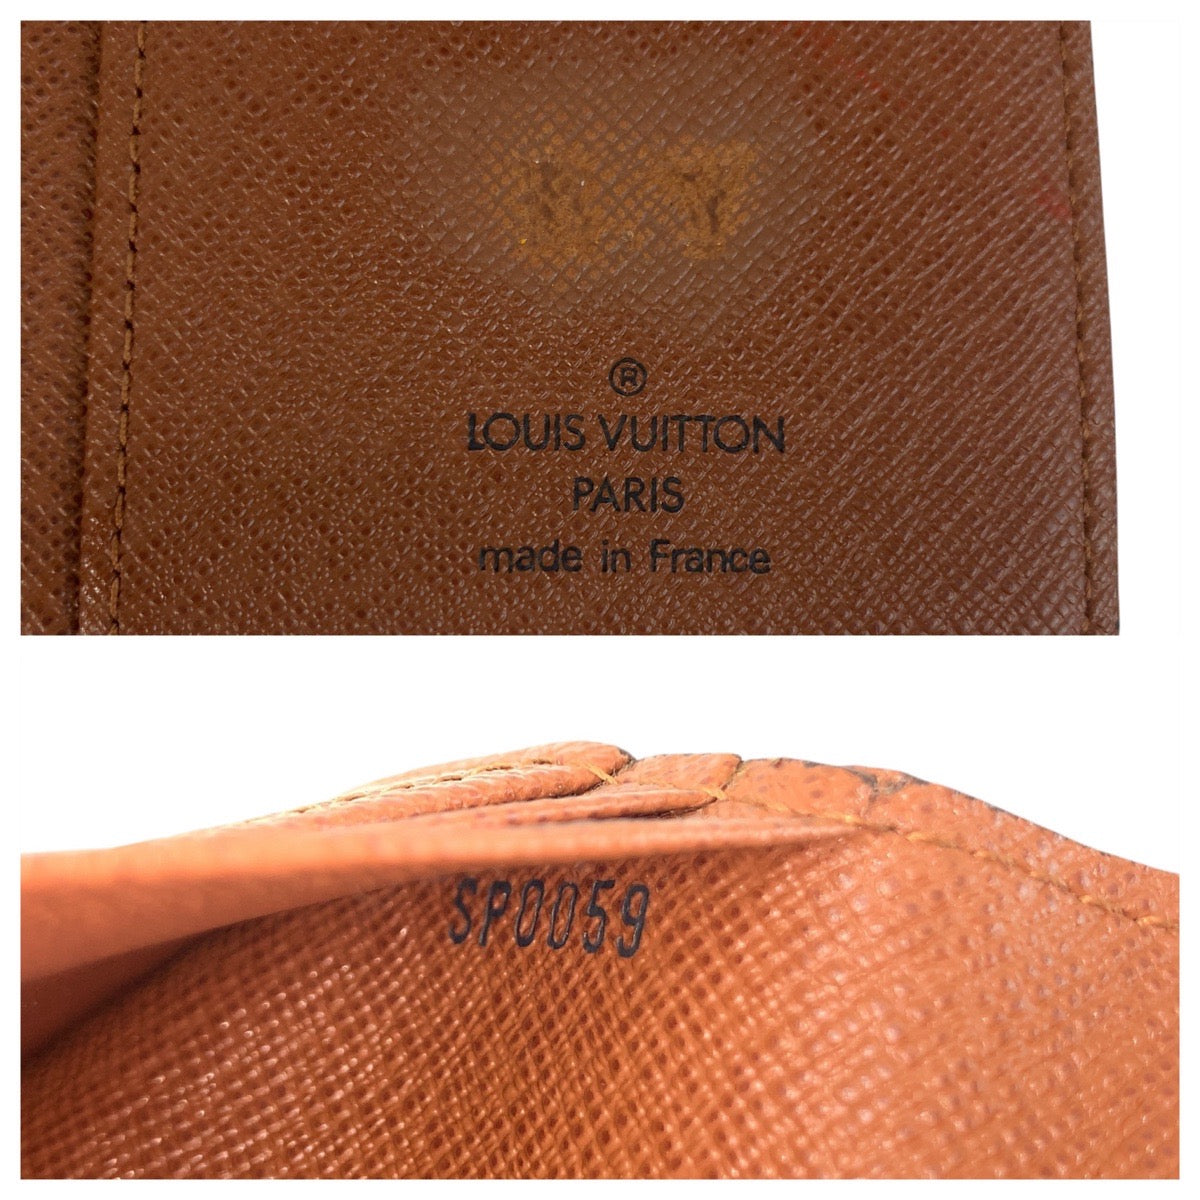 ®
LOUIS VUITTON
PARIS
made in France
SP0059